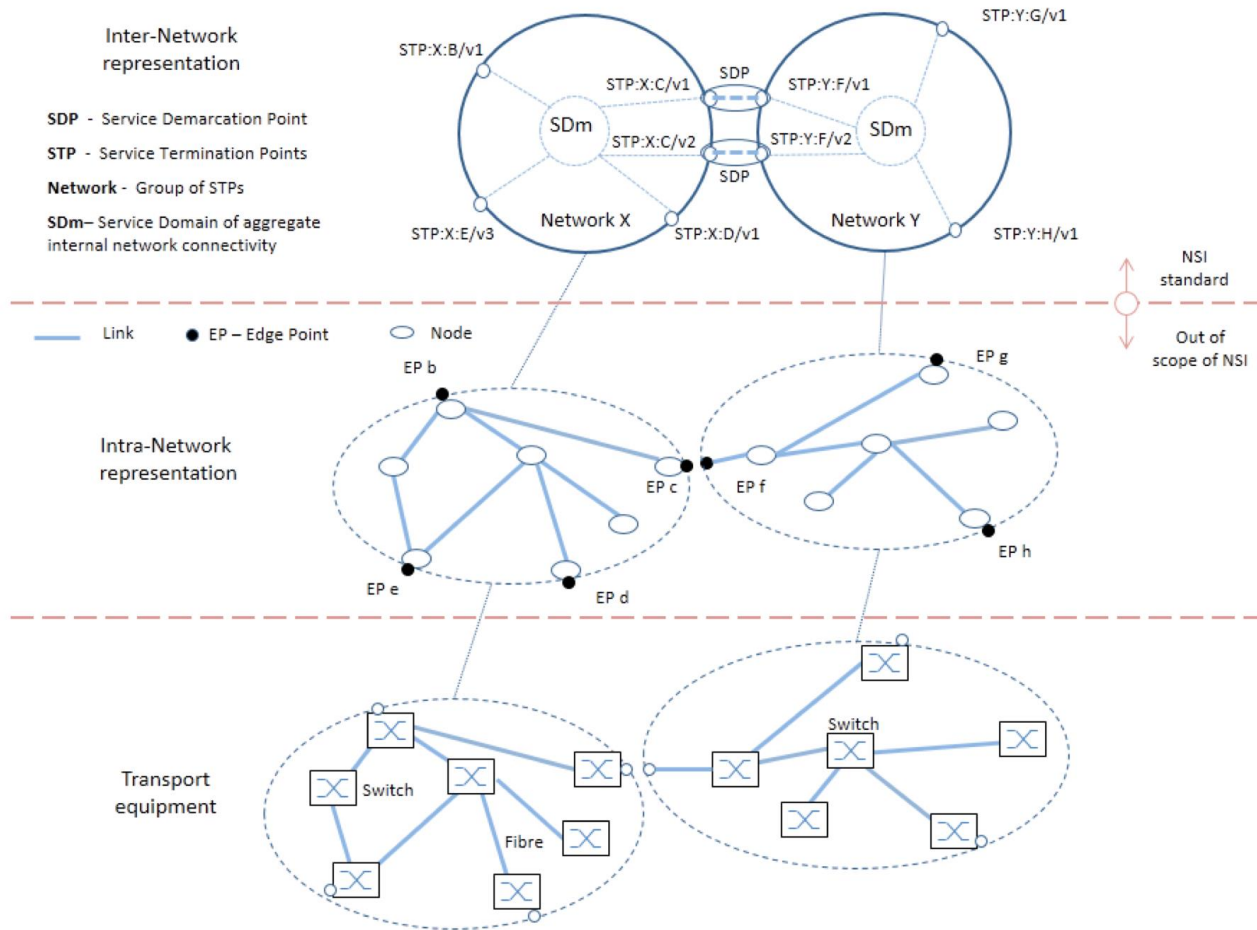 Inter-Network
representation
SDP - Service Demarcation Point
STP - Service Termination Points
Network - Group of STPs
SDm– Service Domain of aggregate
internal network connectivity
STP:X:B/v1
STP:X:C/v1
SDm
STP:X:C/v2
STP:X:E/v3
Network X
STP:X:D/v1
SDP
SDP
STP:Y:G/v1
STP:Y:F/v1
SDm
STP:Y:F/v2
Network Y
STP:Y:H/v1
NSI
standard
Out of
scope of NSI
Link
EP – Edge Point
Node
Intra-Network
representation
EP b
EP c
EP e
EP d
EP g
EP f
EP h
Transport
equipment
Switch
Fibre
Switch